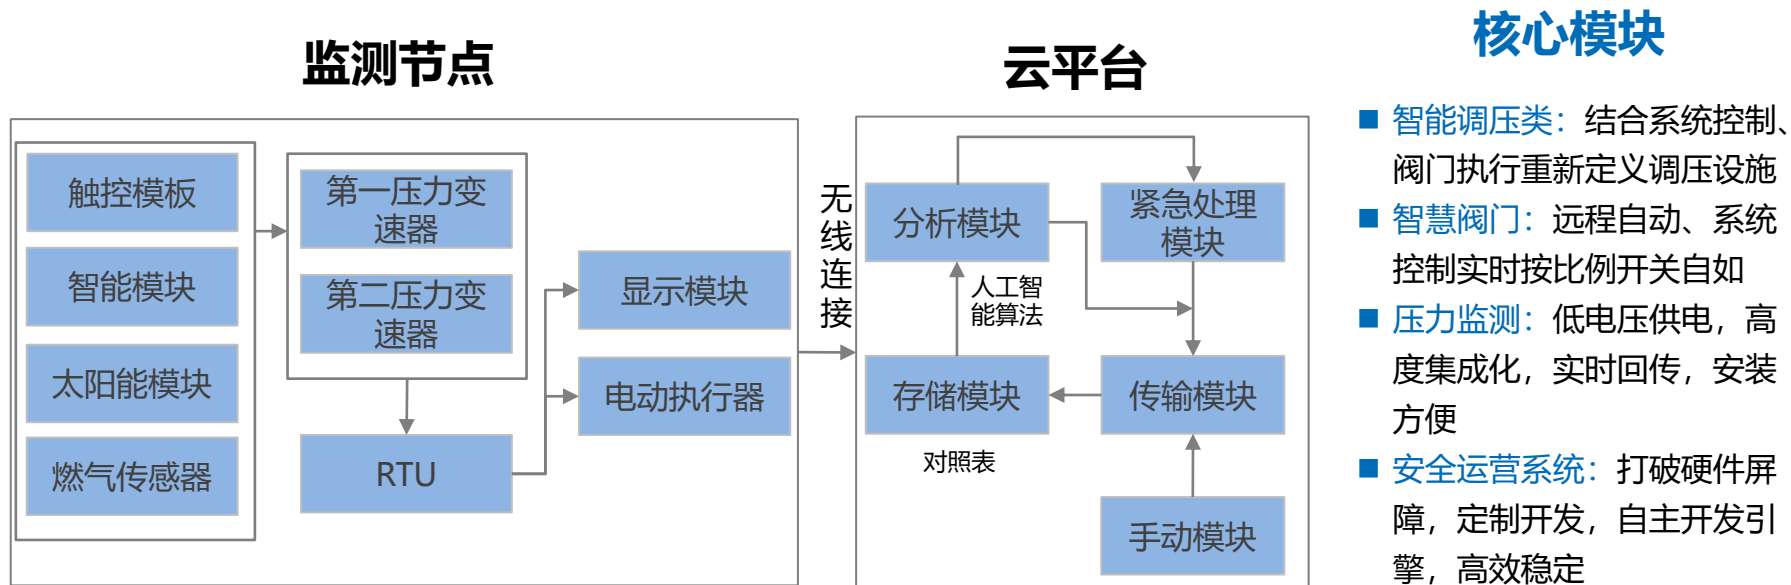 监测节点
触控模板
智能模块
太阳能模块
燃气传感器
第一压力变
速器
第二压力变
速器
RTU
显示模块
电动执行器
无
线
连
接
云平台
分析模块
紧急处理
模块
人工智
能算法
存储模块
传输模块
对照表
手动模块
核心模块
■ 智能调压类：结合系统控制、
阀门执行重新定义调压设施
■ 智慧阀门：远程自动、系统
控制实时按比例开关自如
■ 压力监测：低电压供电，高
度集成化，实时回传，安装
方便
■ 安全运营系统：打破硬件屏
障，定制开发，自主开发引
擎，高效稳定